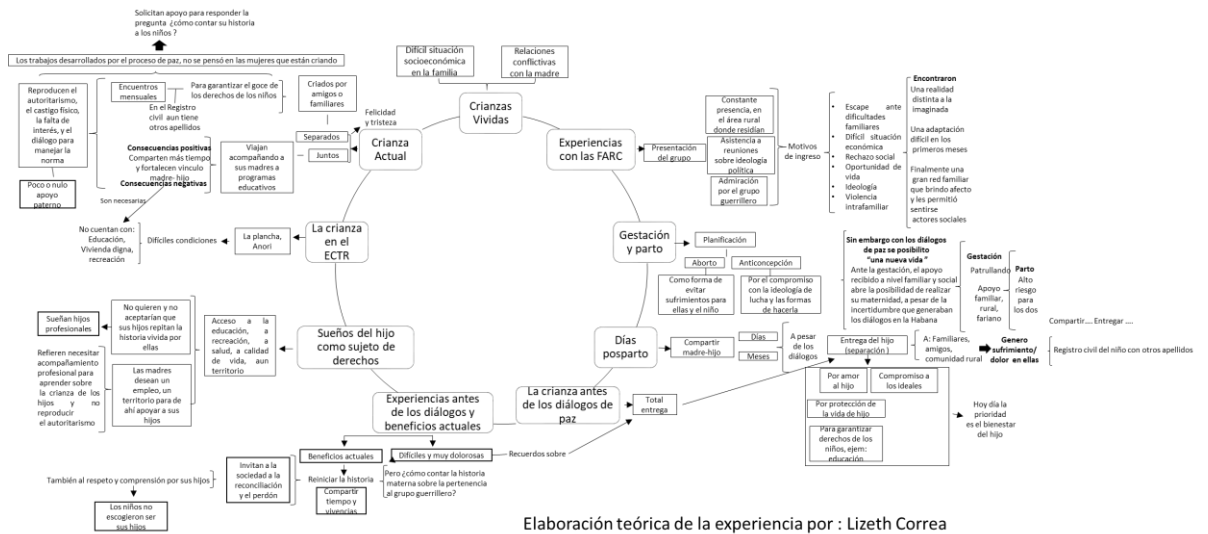 Solicitan apoyo para responder la
pregunta ¿cómo contar su historia
a los niños ?
Los trabajos desarrollados por el proceso de paz, no se pensó en las mujeres que están criando
Reproducen el
autoritarismo,
el castigo físico,
la falta de
interés, y el
diálogo para
manejar la
norma
Poco o nulo
apoyo
paterno
Encuentros
mensuales
Para garantizar el goce de
los derechos de los niños
En el Registro
civil aun tiene
otros apellidos
Consecuencias positivas
Comparten más tiempo
y fortalecen vinculo
madre- hijo
Consecuencias negativas
Son necesarias
Viajan
acompañando a
sus madres a
programas
educativos
Criados por
amigos o
familiares
Separados
Juntos
Felicidad
y tristeza
Crianza
Actual
Difícil situación
socioeconómica
en la familia
Relaciones
conflictivas
con la madre
Crianzas
Vividas
Experiencias
con las FARC
Presentación
del grupo
Constante
presencia, en
el área rural
donde residían
Asistencia a
reuniones
sobre ideología
política
Admiración
por el grupo
guerrillero
Motivos
de ingreso
• Escape ante
dificultades
familiares
• Difícil situación
económica
• Rechazo social
• Oportunidad de
vida
• Ideología
• Violencia
intrafamiliar
Encontraron
Una realidad
distinta a la
imaginada
Una adaptación
difícil en los
primeros meses
Finalmente una
gran red familiar
que brindo afecto
y les permitió
sentirse
actores sociales
La crianza
en el
ECTR
La plancha,
Anori
Difíciles condiciones
No cuentan con:
Educación,
Vivienda digna,
recreación
Gestación
y parto
Planificación
Aborto
Anticoncepción
Como forma de
evitar
sufrimientos para
ellas y el niño
Por el compromiso
con la ideología de
lucha y las formas
de hacerla
Sin embargo con los diálogos
de paz se posibilito
"una nueva vida "
Ante la gestación, el apoyo
recibido a nivel familiar y social
abre la posibilidad de realizar
su maternidad, a pesar de la
incertidumbre que generaban
los diálogos en la Habana
Gestación
Patrullando
Apoyo
familiar,
rural,
fariano
Parto
Alto
riesgo
para
los dos
Compartir.... Entregar ....
Sueños del hijo
como sujeto de
derechos
Acceso a la
educación, a
recreación, a
salud, a calidad
de vida, aun
territorio
No quieren y no
aceptarían que
sus hijos repitan la
historia vivida por
ellas
Sueñan hijos
profesionales
Las madres
desean un
empleo, un
territorio para de
ahí apoyar a sus
hijos
Refieren necesitar
acompañamiento
profesional para
aprender sobre
la crianza de los
hijos y no
reproducir
el autoritarismo
Días
posparto
Compartir
madre-hijo
Días
Meses
A pesar
de los
diálogos
Entrega del hijo
(separación )
A: Familiares,
amigos,
comunidad rural
Genero
sufrimiento/
dolor en ellas
Registro civil del niño con otros apellidos
Por amor
al hijo
Compromiso a
los ideales
Por protección de
la vida de hijo
Para garantizar
derechos de los
niños, ejem:
educación
Hoy día la
prioridad
es el bienestar
del hijo
La crianza antes
de los diálogos de
paz
Total
entrega
Experiencias antes
de los diálogos y
beneficios actuales
Beneficios actuales
Difíciles y muy dolorosas
Recuerdos sobre
Reiniciar la historia
Compartir
tiempo y
vivencias
Pero ¿cómo contar la historia
materna sobre la pertenencia
al grupo guerrillero?
Invitan a la
sociedad a la
reconciliación
y el perdón
También al respeto y comprensión por sus hijos
Los niños no
escogieron ser
sus hijos
Elaboración teórica de la experiencia por : Lizeth Correa